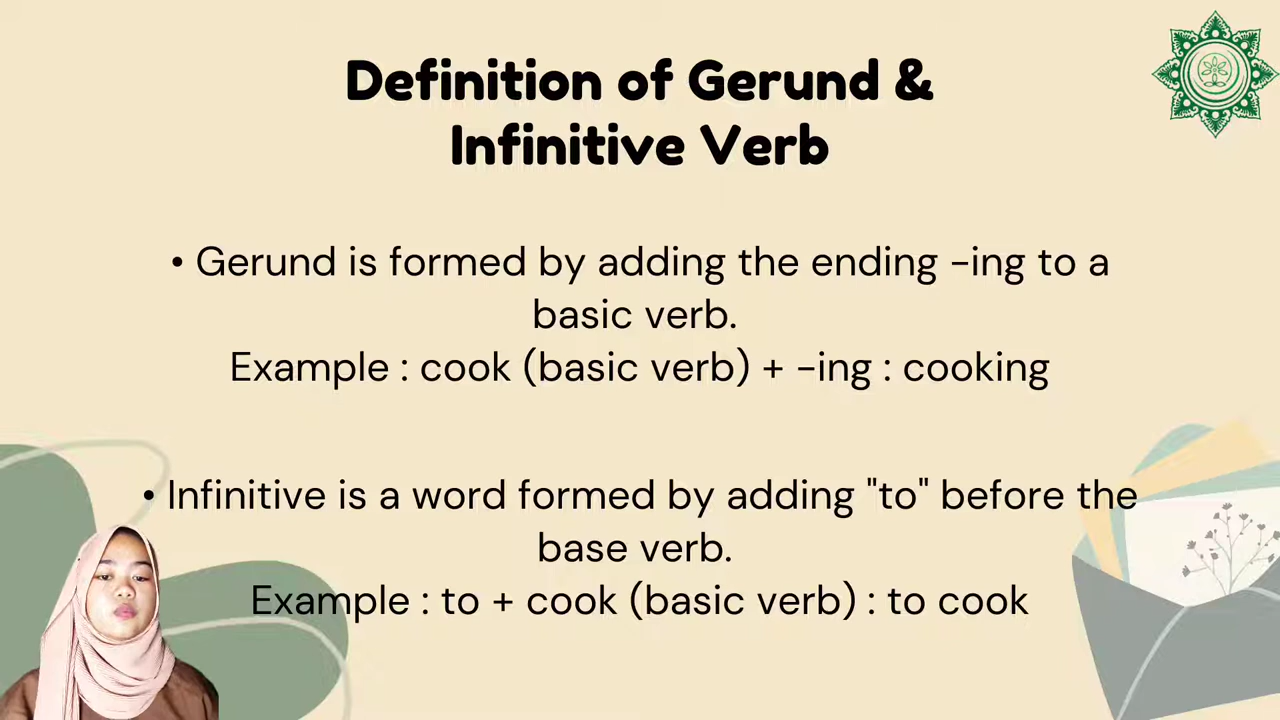 Definition of Gerund &
Infinitive Verb
• Gerund is formed by adding the ending -ing to a
basic verb.
Example : cook (basic verb) + -ing : cooking
• Infinitive is a word formed by adding "to" before the
base verb.
Example : to + cook (basic verb) : to cook